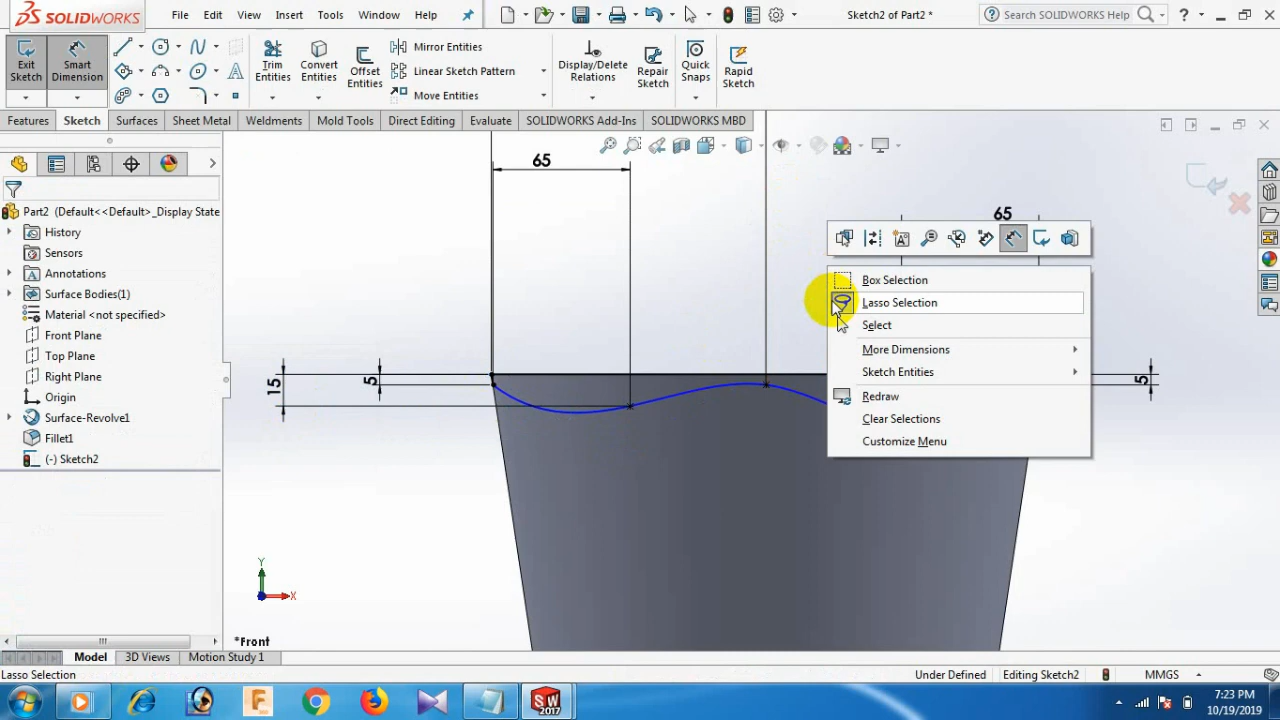 SOLIDWORKS File Edit View Insert Tools Window Help Sketch2 of Part2 * Search SOLIDWORKS Help ?
Exit Sketch
Smart Dimension
Trim Entities
Convert Entities
Offset Entities
Mirror Entities
Linear Sketch Pattern
Move Entities
Display/Delete Relations
Repair Sketch
Quick Snaps
Rapid Sketch
Features Sketch Surfaces Sheet Metal Weldments Mold Tools Direct Editing Evaluate SOLIDWORKS Add-Ins SOLIDWORKS MBD
Part2 (Default<<Default>_Display State
History
Sensors
Annotations
Surface Bodies(1)
Material <not specified>
Front Plane
Top Plane
Right Plane
Origin
Surface-Revolve1
Fillet1
(-) Sketch2
65
65
15
5
5
Box Selection
Lasso Selection
Select
More Dimensions
Sketch Entities
Redraw
Clear Selections
Customize Menu
Y
X
*Front
Model 3D Views Motion Study 1
Lasso Selection Under Defined Editing Sketch2 MMGS
SW 2017
7:23 PM
10/19/2019